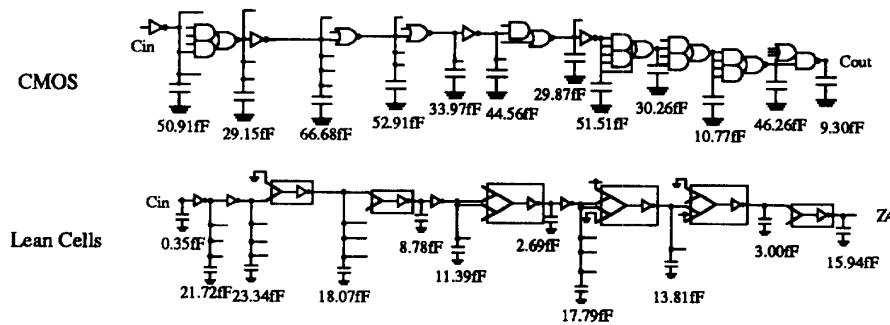 Cin
CMOS
Cout
50.91fF
29.15fF
66.68fF
52.91fF
33.97fF
44.56fF
29.87fF
51.51fF
30.26fF
10.77fF
46.26fF
9.30fF
Cin
Lean Cells
0.35fF
21.72fF
23.34fF
18.07fF
8.78fF
11.39fF
2.69fF
17.79fF
13.81fF
3.00fF
15.94fF